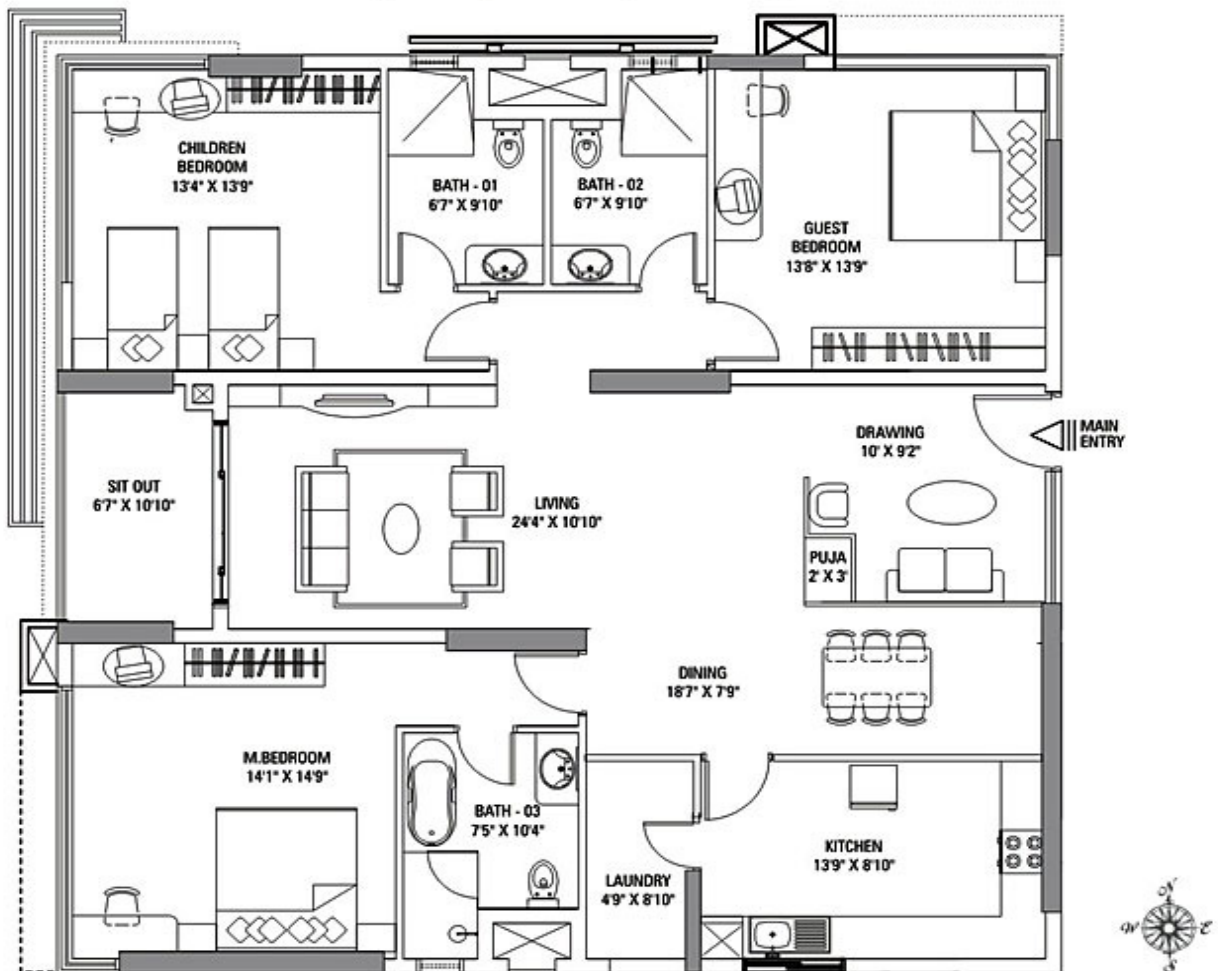 CHILDREN
BEDROOM
13'4" X 13'9"
BATH - 01
6'7" X 9'10"
BATH - 02
6'7" X 9'10"
GUEST
BEDROOM
13'8" X 13'9"
SIT OUT
6'7" X 10'10"
LIVING
24'4" X 10'10"
DRAWING
10' X 9'2"
MAIN
ENTRY
PUJA
2' X 3'
DINING
18'7" X 7'9"
M.BEDROOM
14'1" X 14'9"
BATH - 03
7'5" X 10'4"
LAUNDRY
4'9" X 8'10"
KITCHEN
13'9" X 8'10"
N
W E
S